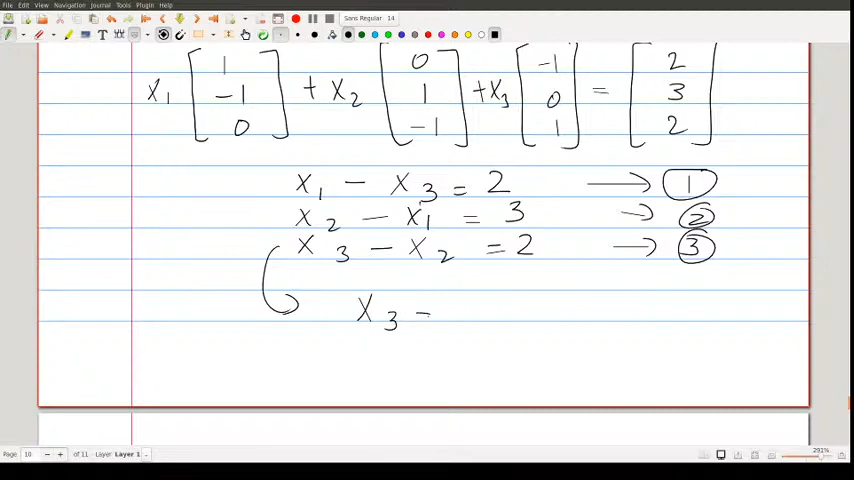 File Edit View Navigation Journal Tools Plugin Help
Sans Regular 14
x₁ [1 -1 0] + x₂ [0 1 -1] + x₃ [-1 0 1] = [2 3 2]
x₁ - x₃ = 2 → ①
x₂ - x₁ = 3 → ②
x₃ - x₂ = 2 → ③
x₃ -
Page 10 of 11 Layer Layer 1 291%